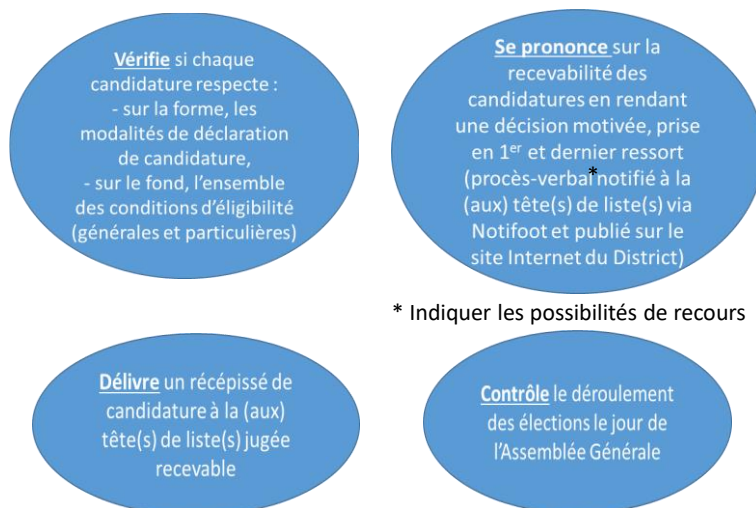 Vérifie si chaque
candidature respecte :
- sur la forme, les
modalités de déclaration
de candidature,
- sur le fond, l’ensemble
des conditions d’éligibilité
(générales et particulières)
Se prononce sur la
recevabilité des
candidatures en rendant
une décision motivée, prise
en 1er et dernier ressort
(procès-verbal*notifié à la
(aux) tête(s) de liste(s) via
Notifoot et publié sur le
site Internet du District)
* Indiquer les possibilités de recours
Délivre un récépissé de
candidature à la (aux)
tête(s) de liste(s) jugée
recevable
Contrôle le déroulement
des élections le jour de
l’Assemblée Générale